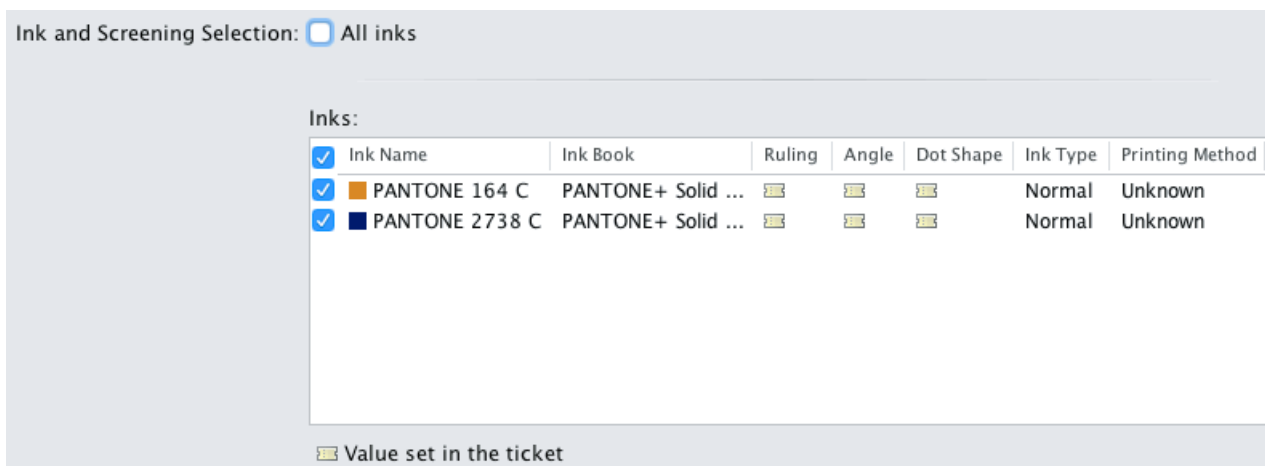 Ink and Screening Selection: All inks
Inks:
Ink Name Ink Book Ruling Angle Dot Shape Ink Type Printing Method
PANTONE 164 C PANTONE+ Solid ... Normal Unknown
PANTONE 2738 C PANTONE+ Solid ... Normal Unknown
Value set in the ticket